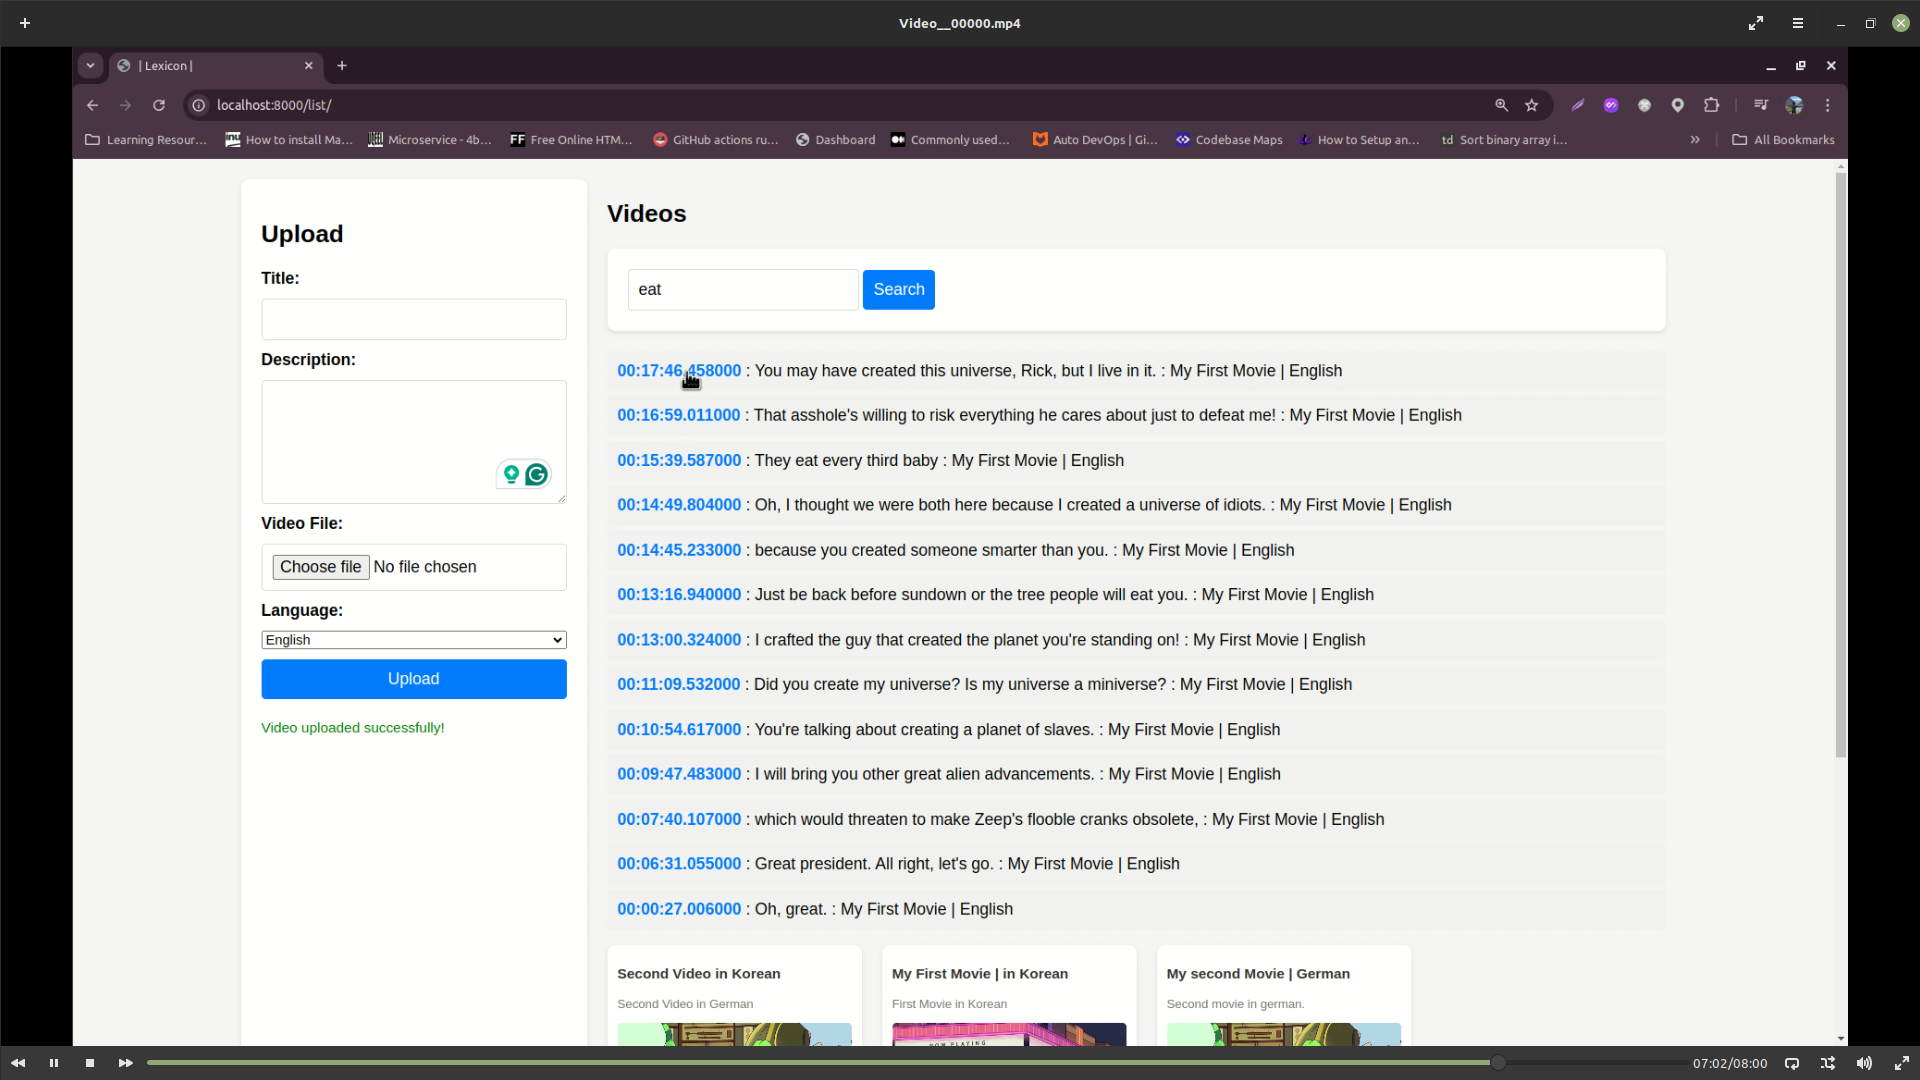 Video__00000.mp4
| Lexicon |
localhost:8000/list/
Learning Resour... How to install Ma... Microservice - 4b... FF Free Online HTM... GitHub actions ru... Dashboard Commonly used... Auto DevOps | Gi... Codebase Maps How to Setup an... td Sort binary array i... » All Bookmarks
Upload
Title:
Description:
Video File:
Choose file No file chosen
Language:
English
Upload
Video uploaded successfully!
Videos
eat Search
00:17:46.458000 : You may have created this universe, Rick, but I live in it. : My First Movie | English
00:16:59.011000 : That asshole's willing to risk everything he cares about just to defeat me! : My First Movie | English
00:15:39.587000 : They eat every third baby : My First Movie | English
00:14:49.804000 : Oh, I thought we were both here because I created a universe of idiots. : My First Movie | English
00:14:45.233000 : because you created someone smarter than you. : My First Movie | English
00:13:16.940000 : Just be back before sundown or the tree people will eat you. : My First Movie | English
00:13:00.324000 : I crafted the guy that created the planet you're standing on! : My First Movie | English
00:11:09.532000 : Did you create my universe? Is my universe a miniverse? : My First Movie | English
00:10:54.617000 : You're talking about creating a planet of slaves. : My First Movie | English
00:09:47.483000 : I will bring you other great alien advancements. : My First Movie | English
00:07:40.107000 : which would threaten to make Zeep's flooble cranks obsolete, : My First Movie | English
00:06:31.055000 : Great president. All right, let's go. : My First Movie | English
00:00:27.006000 : Oh, great. : My First Movie | English
Second Video in Korean
Second Video in German
My First Movie | in Korean
First Movie in Korean
NOW PLAYING
My second Movie | German
Second movie in german.
07:02/08:00